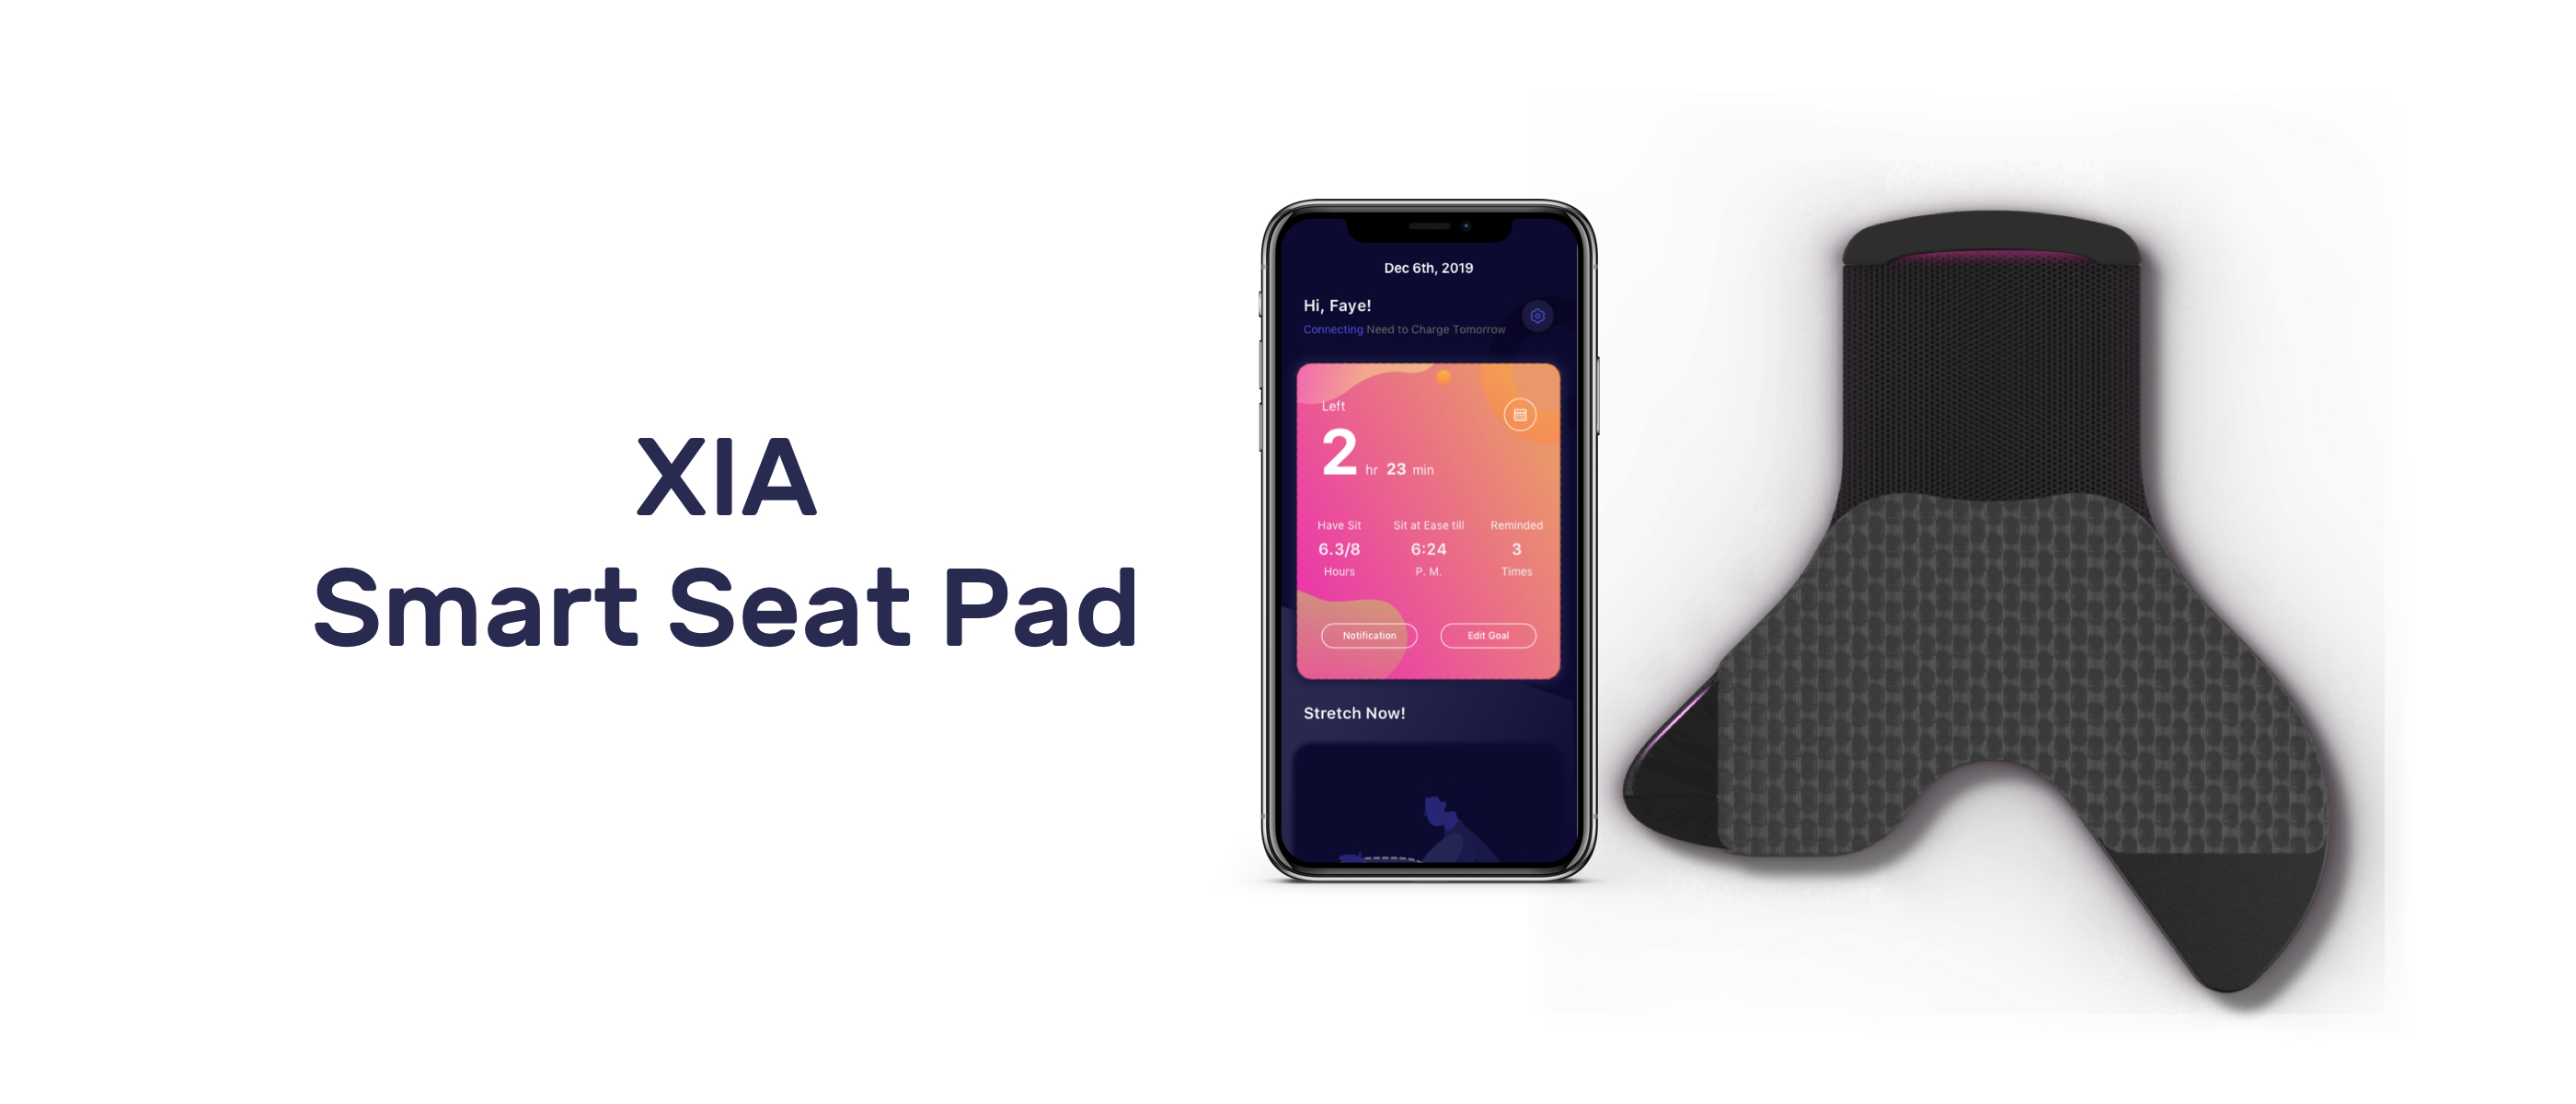 XIA
Smart Seat Pad
Dec 6th, 2019
Hi, Faye!
Connecting Need to Charge Tomorrow
Left
2 hr 23 min
Have Sit Sit at Ease till Reminded
6.3/8 6:24 3
Hours P. M. Times
Notification Edit Goal
Stretch Now!